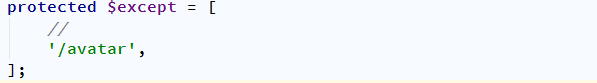 protected $except = [
//
'/avatar',
];